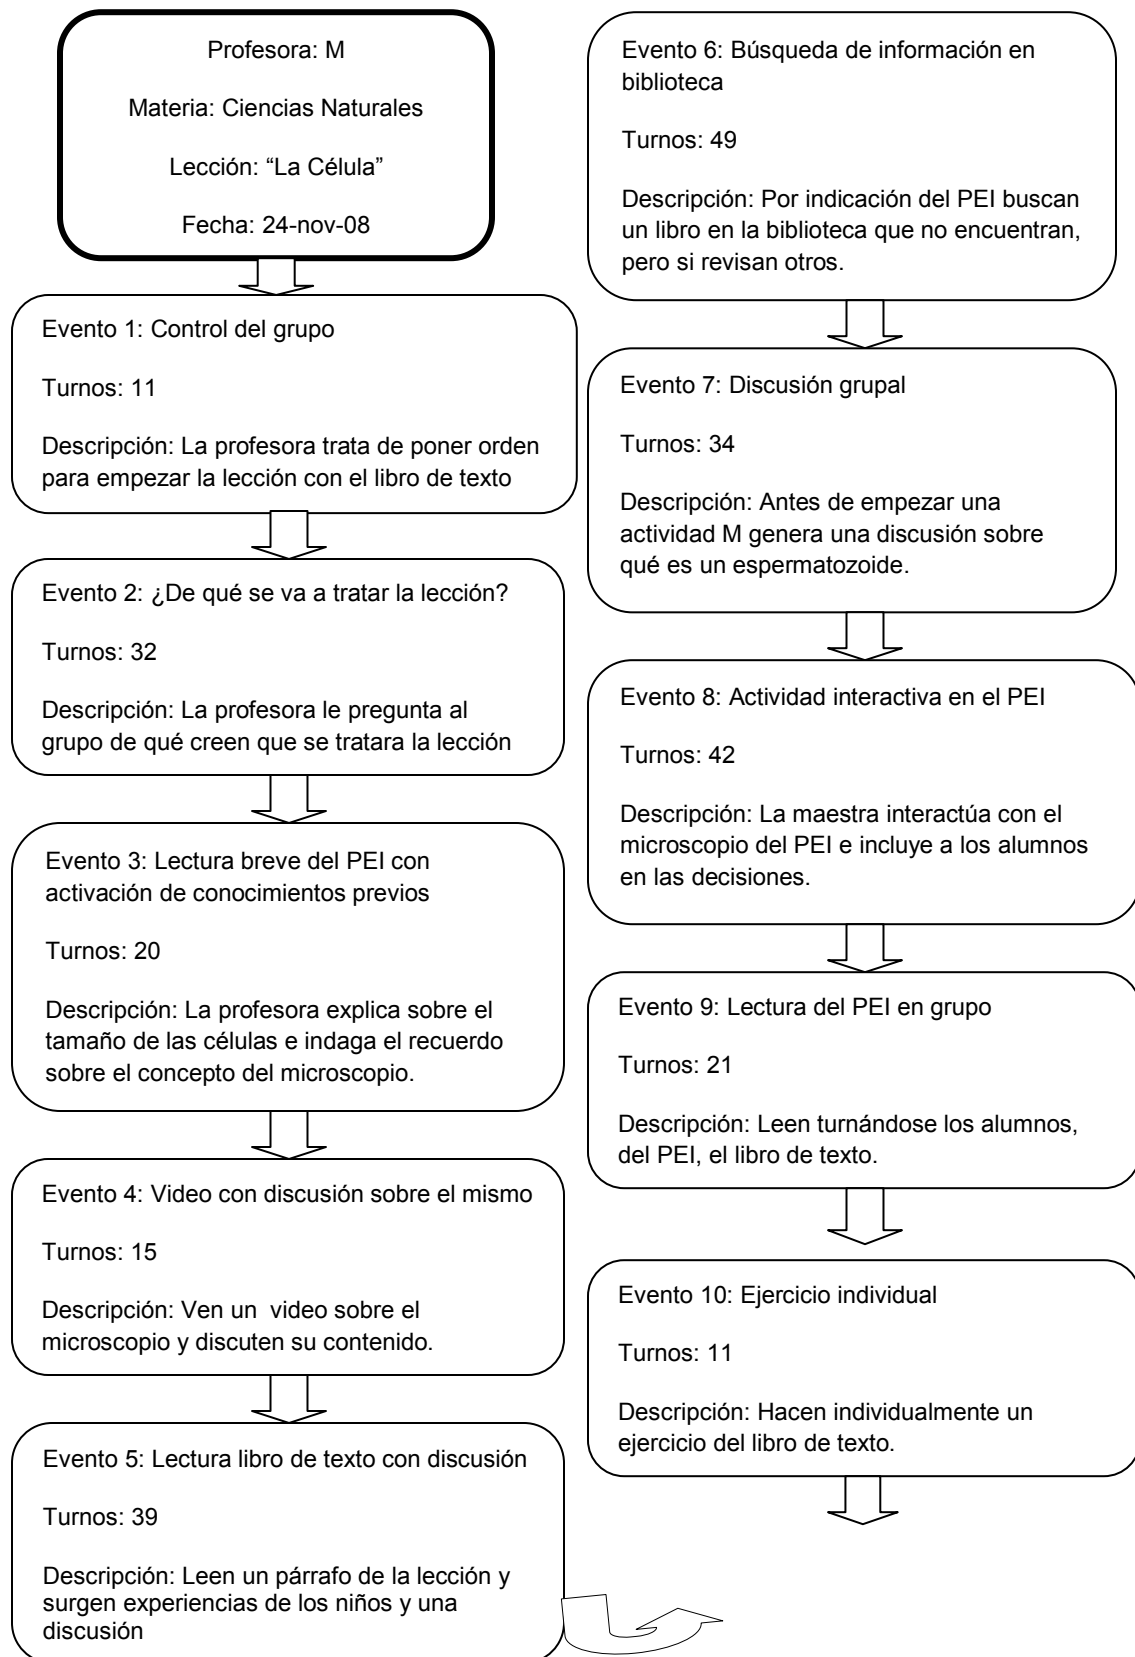 Profesora: M
Materia: Ciencias Naturales
Lección: “La Célula”
Fecha: 24-nov-08
Evento 1: Control del grupo
Turnos: 11
Descripción: La profesora trata de poner orden
para empezar la lección con el libro de texto
Evento 2: ¿De qué se va a tratar la lección?
Turnos: 32
Descripción: La profesora le pregunta al
grupo de qué creen que se tratara la lección
Evento 3: Lectura breve del PEI con
activación de conocimientos previos
Turnos: 20
Descripción: La profesora explica sobre el
tamaño de las células e indaga el recuerdo
sobre el concepto del microscopio.
Evento 4: Video con discusión sobre el mismo
Turnos: 15
Descripción: Ven un video sobre el
microscopio y discuten su contenido.
Evento 5: Lectura libro de texto con discusión
Turnos: 39
Descripción: Leen un párrafo de la lección y
surgen experiencias de los niños y una
discusión
Evento 6: Búsqueda de información en
biblioteca
Turnos: 49
Descripción: Por indicación del PEI buscan
un libro en la biblioteca que no encuentran,
pero si revisan otros.
Evento 7: Discusión grupal
Turnos: 34
Descripción: Antes de empezar una
actividad M genera una discusión sobre
qué es un espermatozoide.
Evento 8: Actividad interactiva en el PEI
Turnos: 42
Descripción: La maestra interactúa con el
microscopio del PEI e incluye a los alumnos
en las decisiones.
Evento 9: Lectura del PEI en grupo
Turnos: 21
Descripción: Leen turnándose los alumnos,
del PEI, el libro de texto.
Evento 10: Ejercicio individual
Turnos: 11
Descripción: Hacen individualmente un
ejercicio del libro de texto.